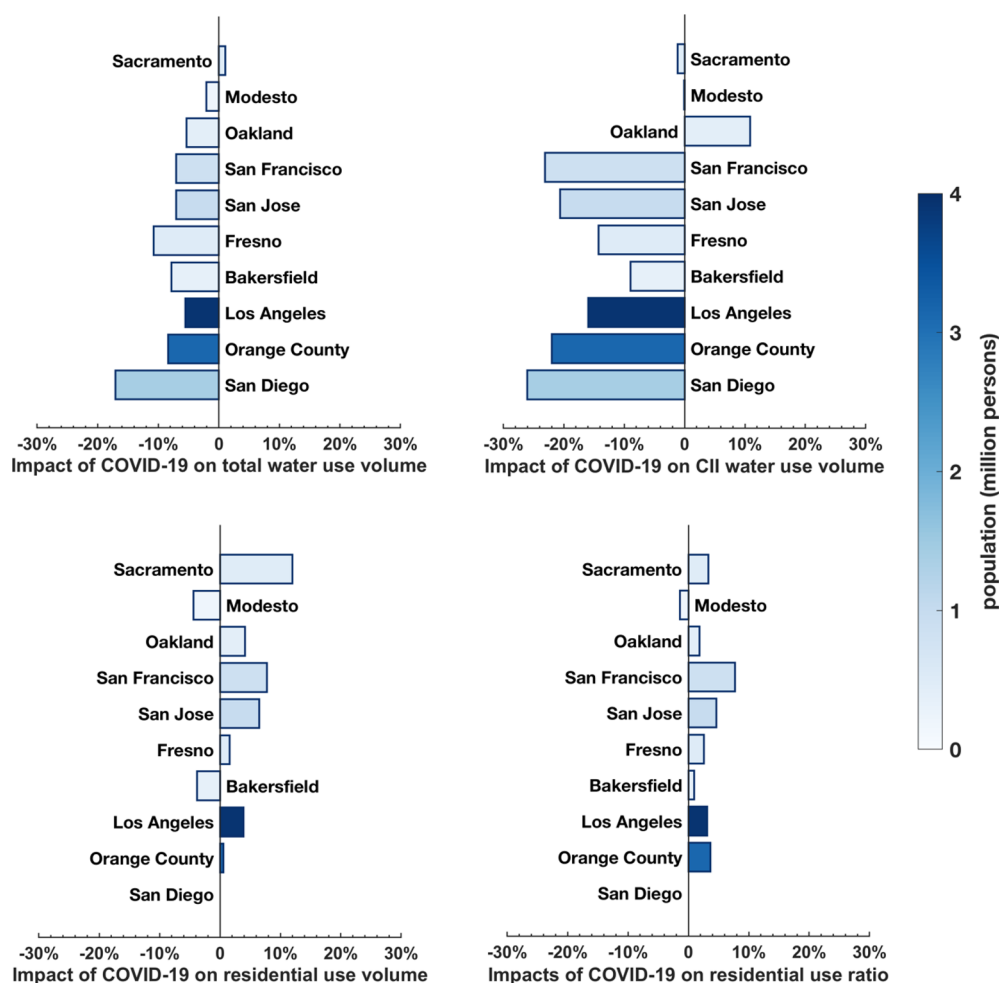 Sacramento
Modesto
Oakland
San Francisco
San Jose
Fresno
Bakersfield
Los Angeles
Orange County
San Diego
-30% -20% -10% 0 10% 20% 30%
Impact of COVID-19 on total water use volume
Sacramento
Modesto
Oakland
San Francisco
San Jose
Fresno
Bakersfield
Los Angeles
Orange County
San Diego
-30% -20% -10% 0 10% 20% 30%
Impact of COVID-19 on CII water use volume
Sacramento
Modesto
Oakland
San Francisco
San Jose
Fresno
Bakersfield
Los Angeles
Orange County
San Diego
-30% -20% -10% 0 10% 20% 30%
Impact of COVID-19 on residential use volume
Sacramento
Modesto
Oakland
San Francisco
San Jose
Fresno
Bakersfield
Los Angeles
Orange County
San Diego
-30% -20% -10% 0 10% 20% 30%
Impacts of COVID-19 on residential use ratio
4
3
2
1
0
population (million persons)